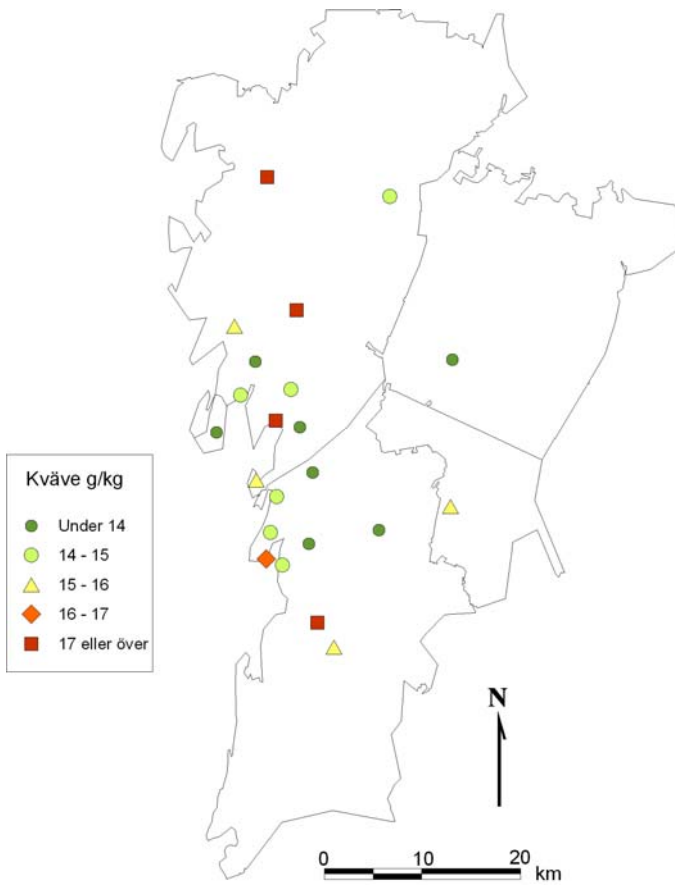 Kväve g/kg
Under 14
14 - 15
15 - 16
16 - 17
17 eller över
N
0 10 20
km